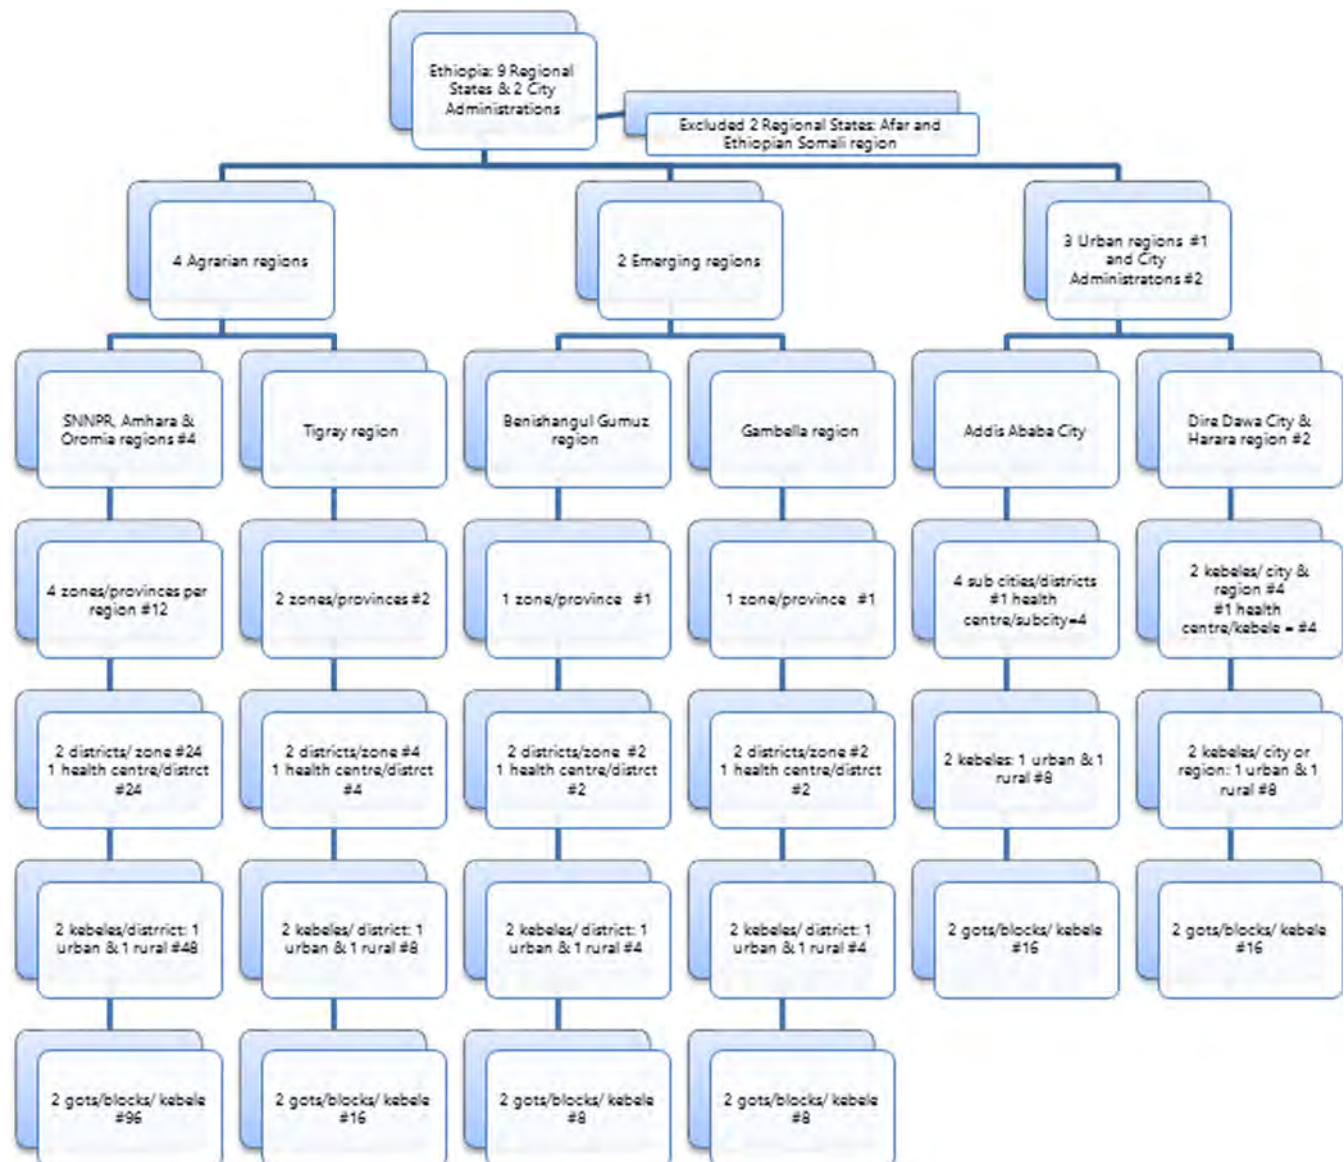 Ethiopia: 9 Regional
States & 2 City
Administrations
Excluded 2 Regional States: Afar and
Ethiopian Somali region
4 Agrarian regions
2 Emerging regions
3 Urban regions #1
and City
Administratons #2
SNNPR, Amhara &
Oromia regions #4
Tigray region
Benishangul Gumuz
region
Gambella region
Addis Ababa City
Dire Dawa City &
Harara region #2
4 zones/provinces per
region #12
2 zones/provinces #2
1 zone/province #1
1 zone/province #1
4 sub cities/districts
#1 health
centre/subcity=4
2 kebeles/ city &
region #4
#1 health
centre/kebele = #4
2 districts/ zone #24
1 health centre/distrct
#24
2 districts/zone #4
1 health centre/distrct
#4
2 districts/zone #2
1 health centre/distrct
#2
2 districts/zone #2
1 health centre/distrct
#2
2 kebeles: 1 urban & 1
rural #8
2 kebeles/ city or
region: 1 urban & 1
rural #8
2 kebeles/distrrict: 1
urban & 1 rural #48
2 kebeles/ district: 1
urban & 1 rural #8
2 kebeles/ district: 1
urban & 1 rural #4
2 kebeles/ district: 1
urban & 1 rural #4
2 gots/blocks/ kebele
#16
2 gots/blocks/ kebele
#16
2 gots/blocks/ kebele
#96
2 gots/blocks/ kebele
#16
2 gots/blocks/ kebele
#8
2 gots/blocks/ kebele
#8